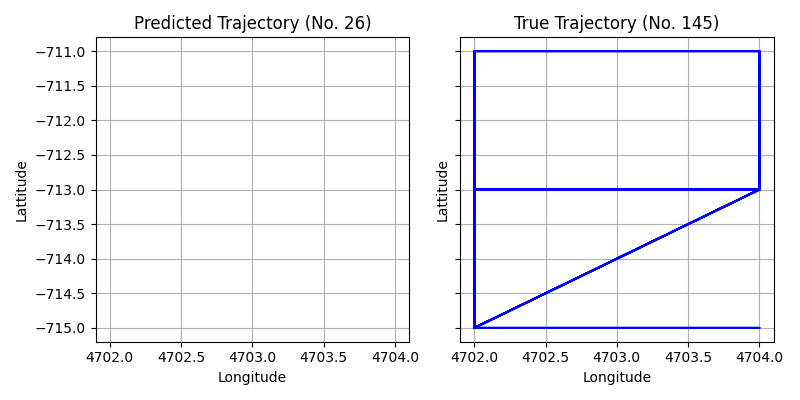 Predicted Trajectory (No. 26)
True Trajectory (No. 145)
−711.0
−711.5
−712.0
−712.5
−713.0
−713.5
−714.0
−714.5
−715.0
Lattitude
Lattitude
4702.0 4702.5 4703.0 4703.5 4704.0
4702.0 4702.5 4703.0 4703.5 4704.0
Longitude
Longitude